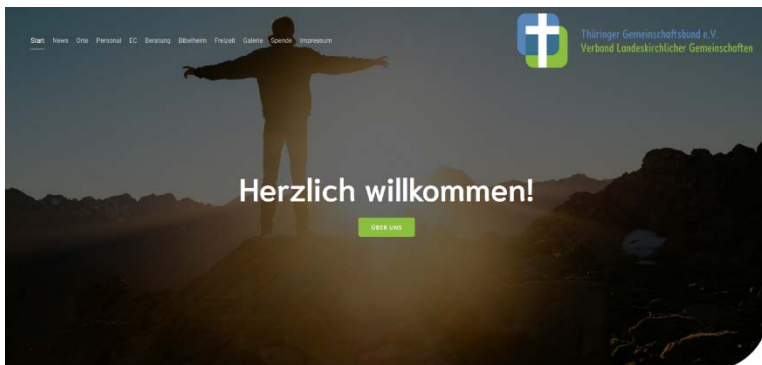 Start News Orte Personal EC Beratung Bibelheim Freizeit Galerie Spende Impressum
Thüringer Gemeinschaftsbund e.V.
Verband Landeskirchlicher Gemeinschaften
Herzlich willkommen!
ÜBER UNS